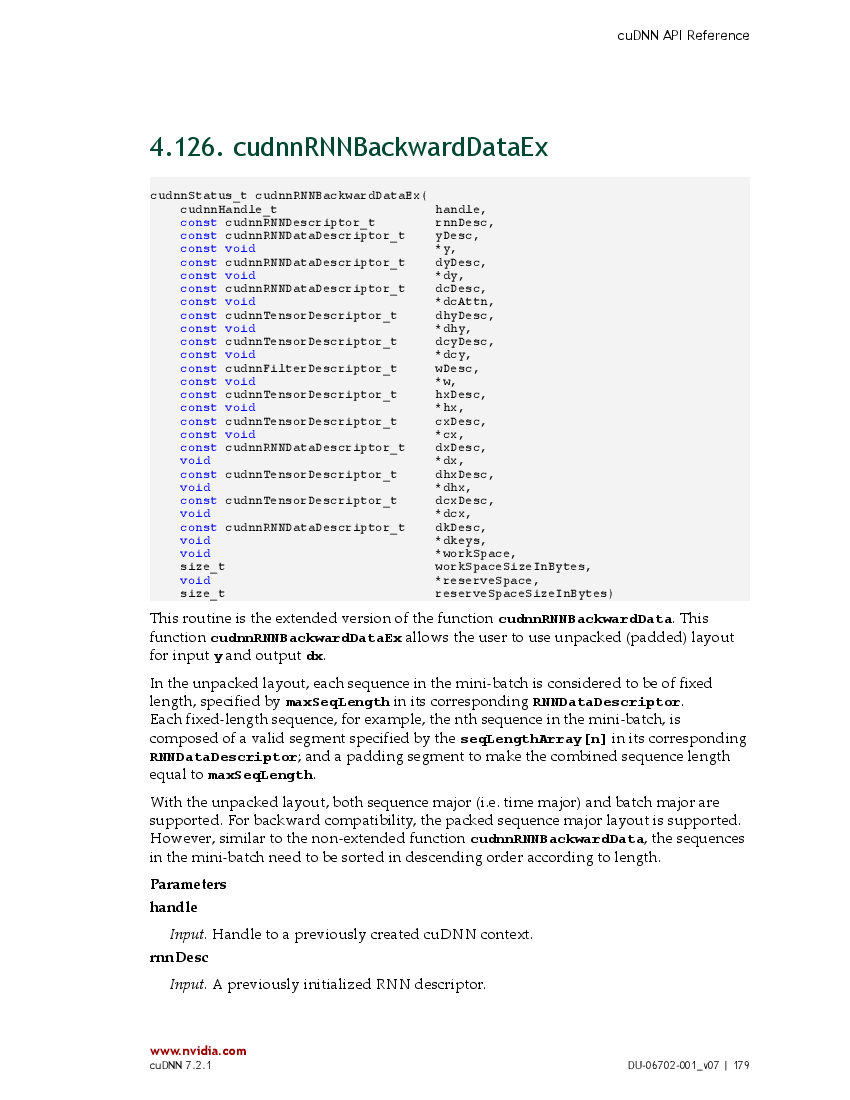 cuDNN API Reference
4.126. cudnnRNNBackwardDataEx
cudnnStatus_t cudnnRNNBackwardDataEx(
cudnnHandle_t handle,
const cudnnRNNDescriptor_t rnnDesc,
const cudnnRNNDataDescriptor_t yDesc,
const void *y,
const cudnnRNNDataDescriptor_t dyDesc,
const void *dy,
const cudnnRNNDataDescriptor_t dcDesc,
const void *dcAttn,
const cudnnTensorDescriptor_t dhyDesc,
const void *dhy,
const cudnnTensorDescriptor_t dcyDesc,
const void *dcy,
const cudnnFilterDescriptor_t wDesc,
const void *w,
const cudnnTensorDescriptor_t hxDesc,
const void *hx,
const cudnnTensorDescriptor_t cxDesc,
const void *cx,
const cudnnRNNDataDescriptor_t dxDesc,
void *dx,
const cudnnTensorDescriptor_t dhxDesc,
void *dhx,
const cudnnTensorDescriptor_t dcxDesc,
void *dcx,
const cudnnRNNDataDescriptor_t dkDesc,
void *dkeys,
void *workSpace,
size_t workSpaceSizeInBytes,
void *reserveSpace,
size_t reserveSpaceSizeInBytes)
This routine is the extended version of the function cudnnRNNBackwardData. This
function cudnnRNNBackwardDataEx allows the user to use unpacked (padded) layout
for input y and output dx.
In the unpacked layout, each sequence in the mini-batch is considered to be of fixed
length, specified by maxSeqLength in its corresponding RNNDataDescriptor.
Each fixed-length sequence, for example, the nth sequence in the mini-batch, is
composed of a valid segment specified by the seqLengthArray[n] in its corresponding
RNNDataDescriptor; and a padding segment to make the combined sequence length
equal to maxSeqLength.
With the unpacked layout, both sequence major (i.e. time major) and batch major are
supported. For backward compatibility, the packed sequence major layout is supported.
However, similar to the non-extended function cudnnRNNBackwardData, the sequences
in the mini-batch need to be sorted in descending order according to length.
Parameters
handle
Input. Handle to a previously created cuDNN context.
rnnDesc
Input. A previously initialized RNN descriptor.
www.nvidia.com
cuDNN 7.2.1 DU-06702-001_v07 | 179